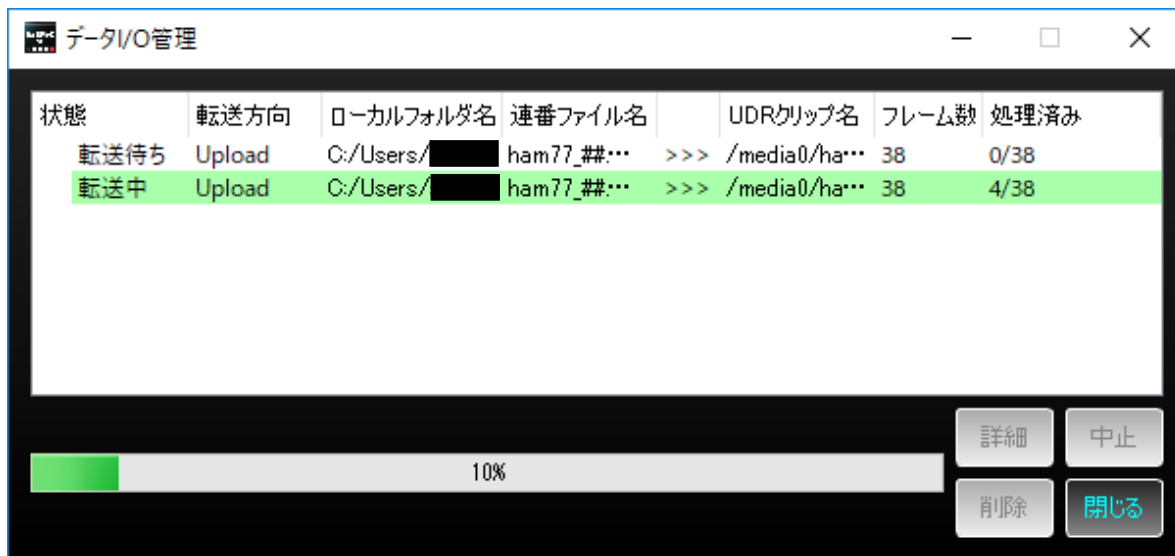 データI/O管理
状態 転送方向 ローカルフォルダ名 連番ファイル名 UDRクリップ名 フレーム数 処理済み
転送待ち Upload C:/Users/ ham77_##.… >>> /media0/ha… 38 0/38
転送中 Upload C:/Users/ ham77_##.… >>> /media0/ha… 38 4/38
詳細 中止
10%
削除 閉じる